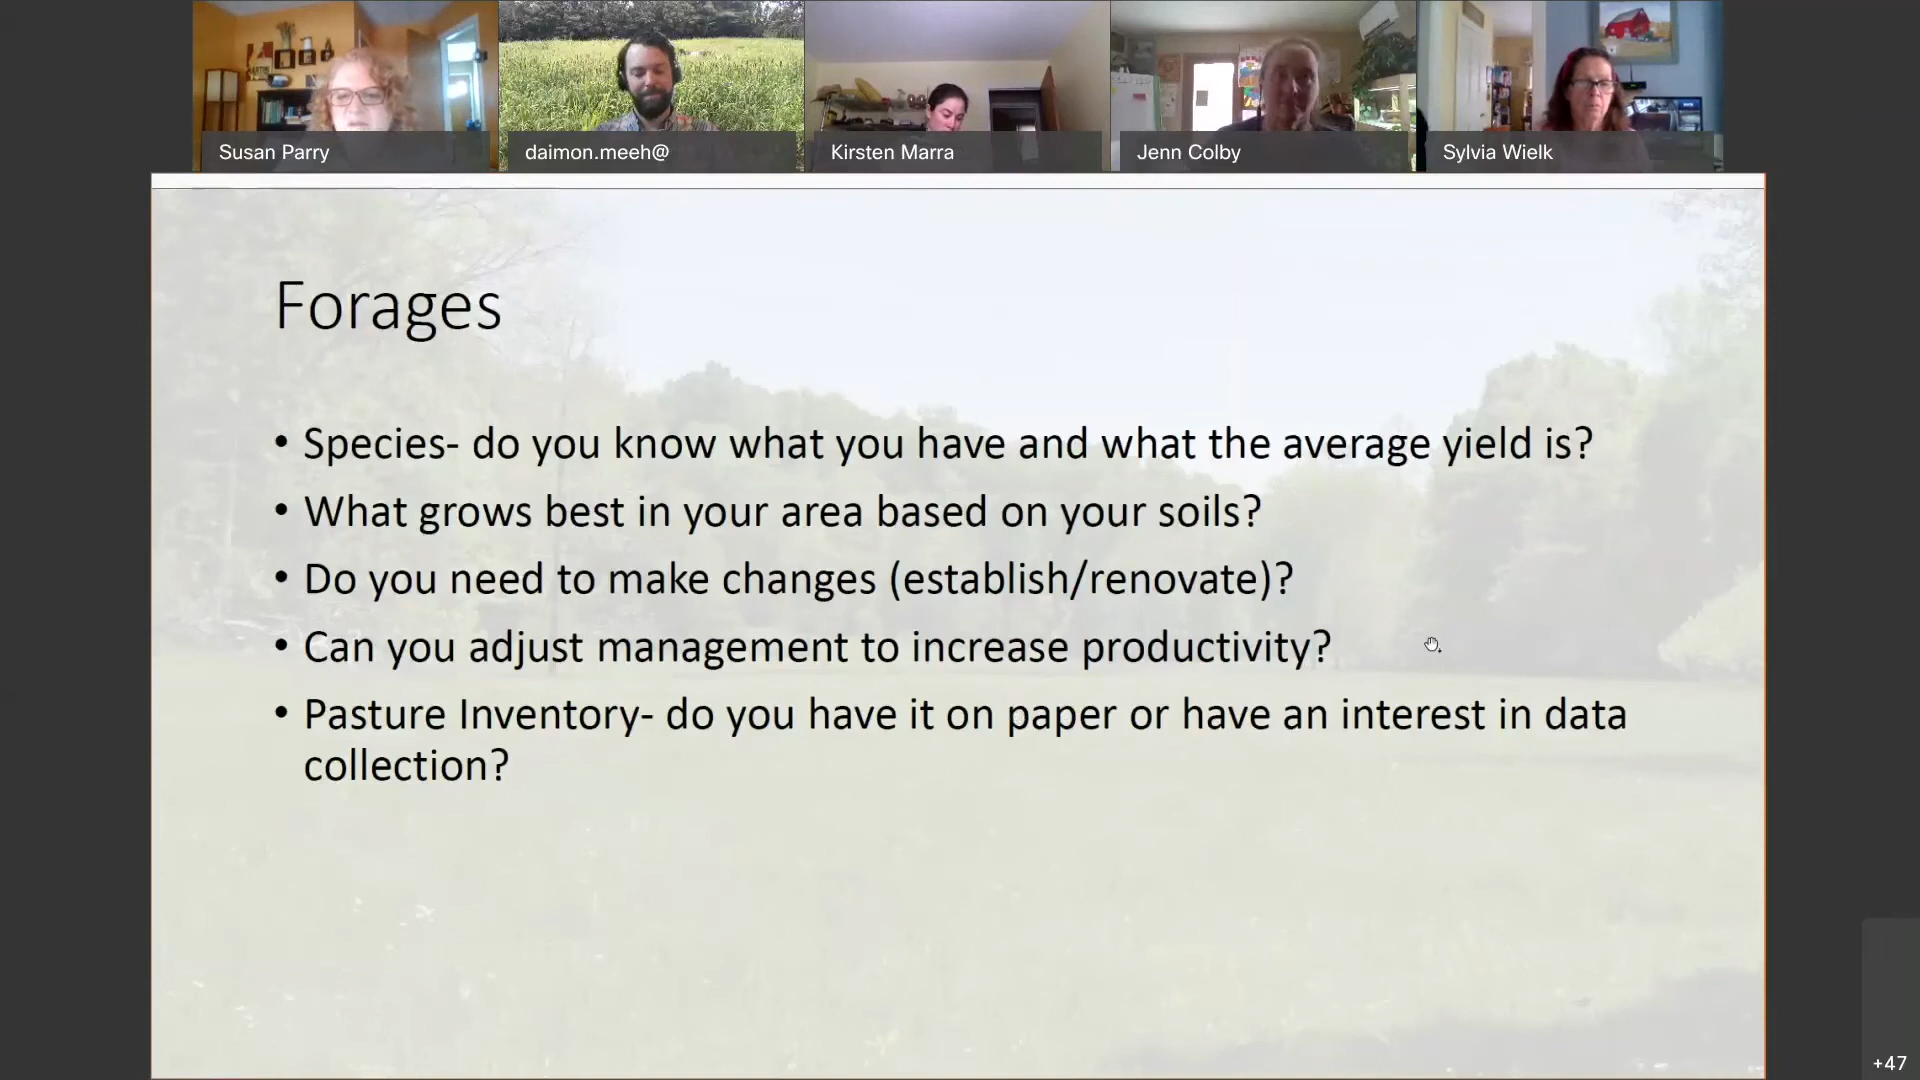 Susan Parry
daimon.meeh@
Kirsten Marra
Jenn Colby
Sylvia Wielk
Forages
• Species- do you know what you have and what the average yield is?
• What grows best in your area based on your soils?
• Do you need to make changes (establish/renovate)?
• Can you adjust management to increase productivity?
• Pasture Inventory- do you have it on paper or have an interest in data
collection?
+47